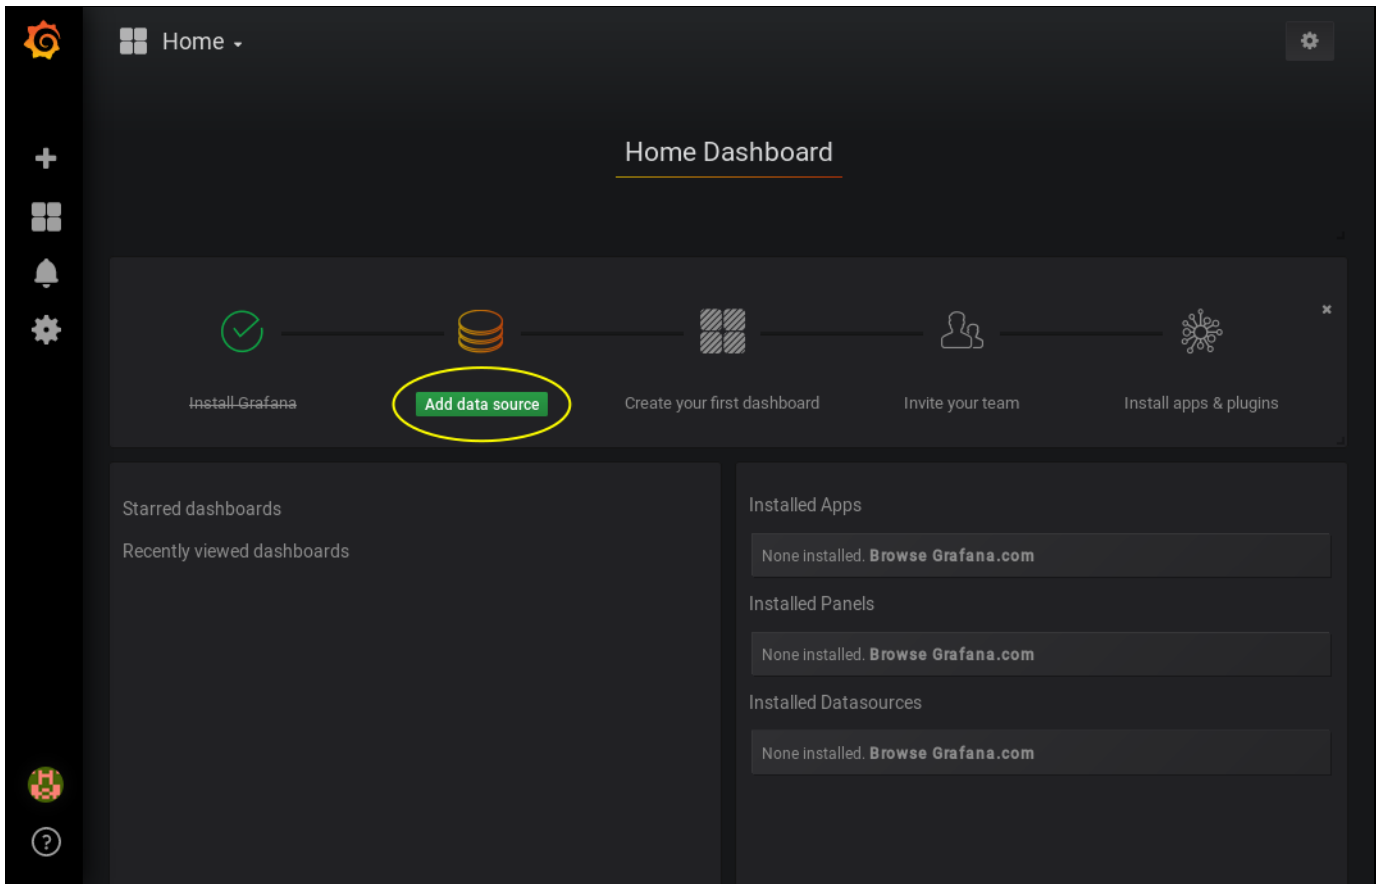 Home
Home Dashboard
Install Grafana
Add data source
Create your first dashboard
Invite your team
Install apps & plugins
Starred dashboards
Recently viewed dashboards
Installed Apps
None installed. Browse Grafana.com
Installed Panels
None installed. Browse Grafana.com
Installed Datasources
None installed. Browse Grafana.com
?